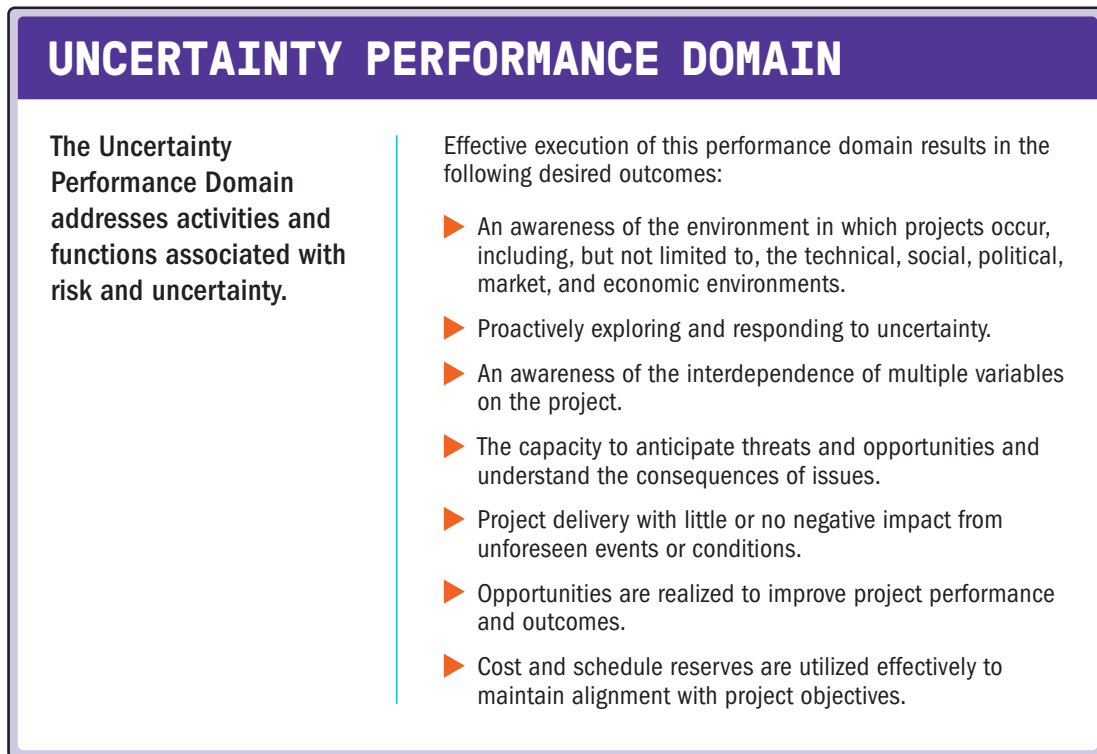 UNCERTAINTY PERFORMANCE DOMAIN
The Uncertainty
Performance Domain
addresses activities and
functions associated with
risk and uncertainty.
Effective execution of this performance domain results in the
following desired outcomes:
An awareness of the environment in which projects occur,
including, but not limited to, the technical, social, political,
market, and economic environments.
Proactively exploring and responding to uncertainty.
An awareness of the interdependence of multiple variables
on the project.
The capacity to anticipate threats and opportunities and
understand the consequences of issues.
Project delivery with little or no negative impact from
unforeseen events or conditions.
Opportunities are realized to improve project performance
and outcomes.
Cost and schedule reserves are utilized effectively to
maintain alignment with project objectives.